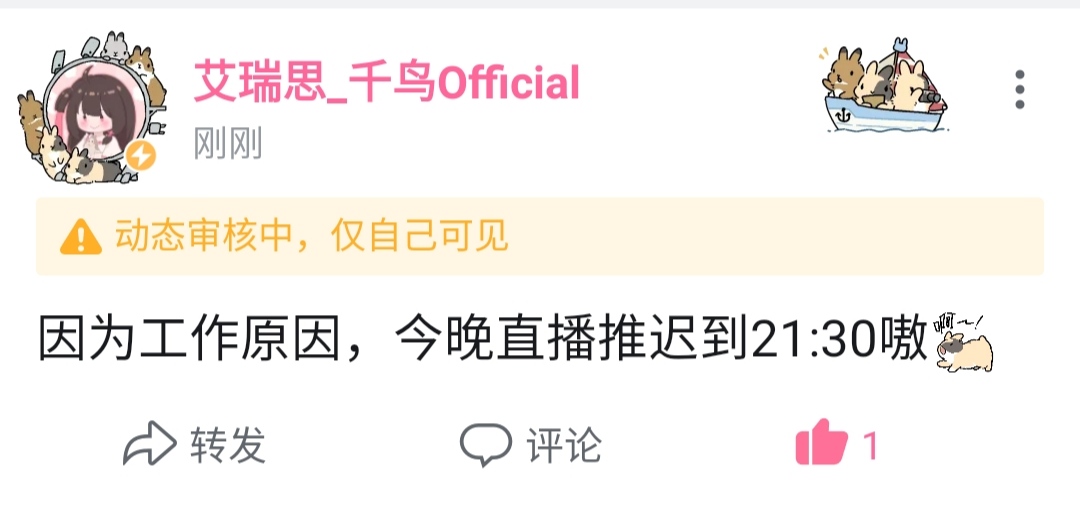 艾瑞思_千鸟Official
刚刚
动态审核中，仅自己可见
因为工作原因，今晚直播推迟到21:30嗷
啊~!
转发
评论
1